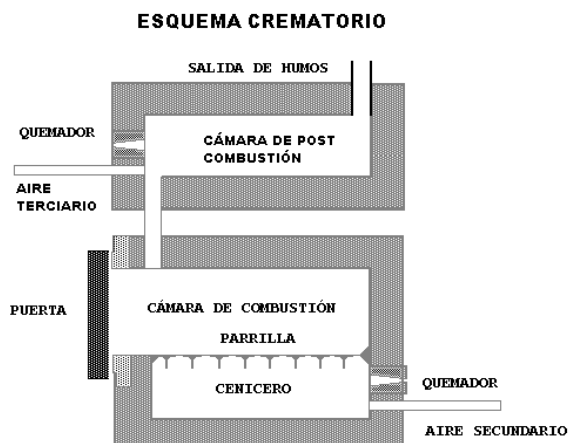 ESQUEMA CREMATORIO
SALIDA DE HUMOS
QUEMADOR
CÁMARA DE POST
COMBUSTIÓN
AIRE
TERCIARIO
PUERTA
CÁMARA DE COMBUSTIÓN
PARRILLA
CENICERO
QUEMADOR
AIRE SECUNDARIO